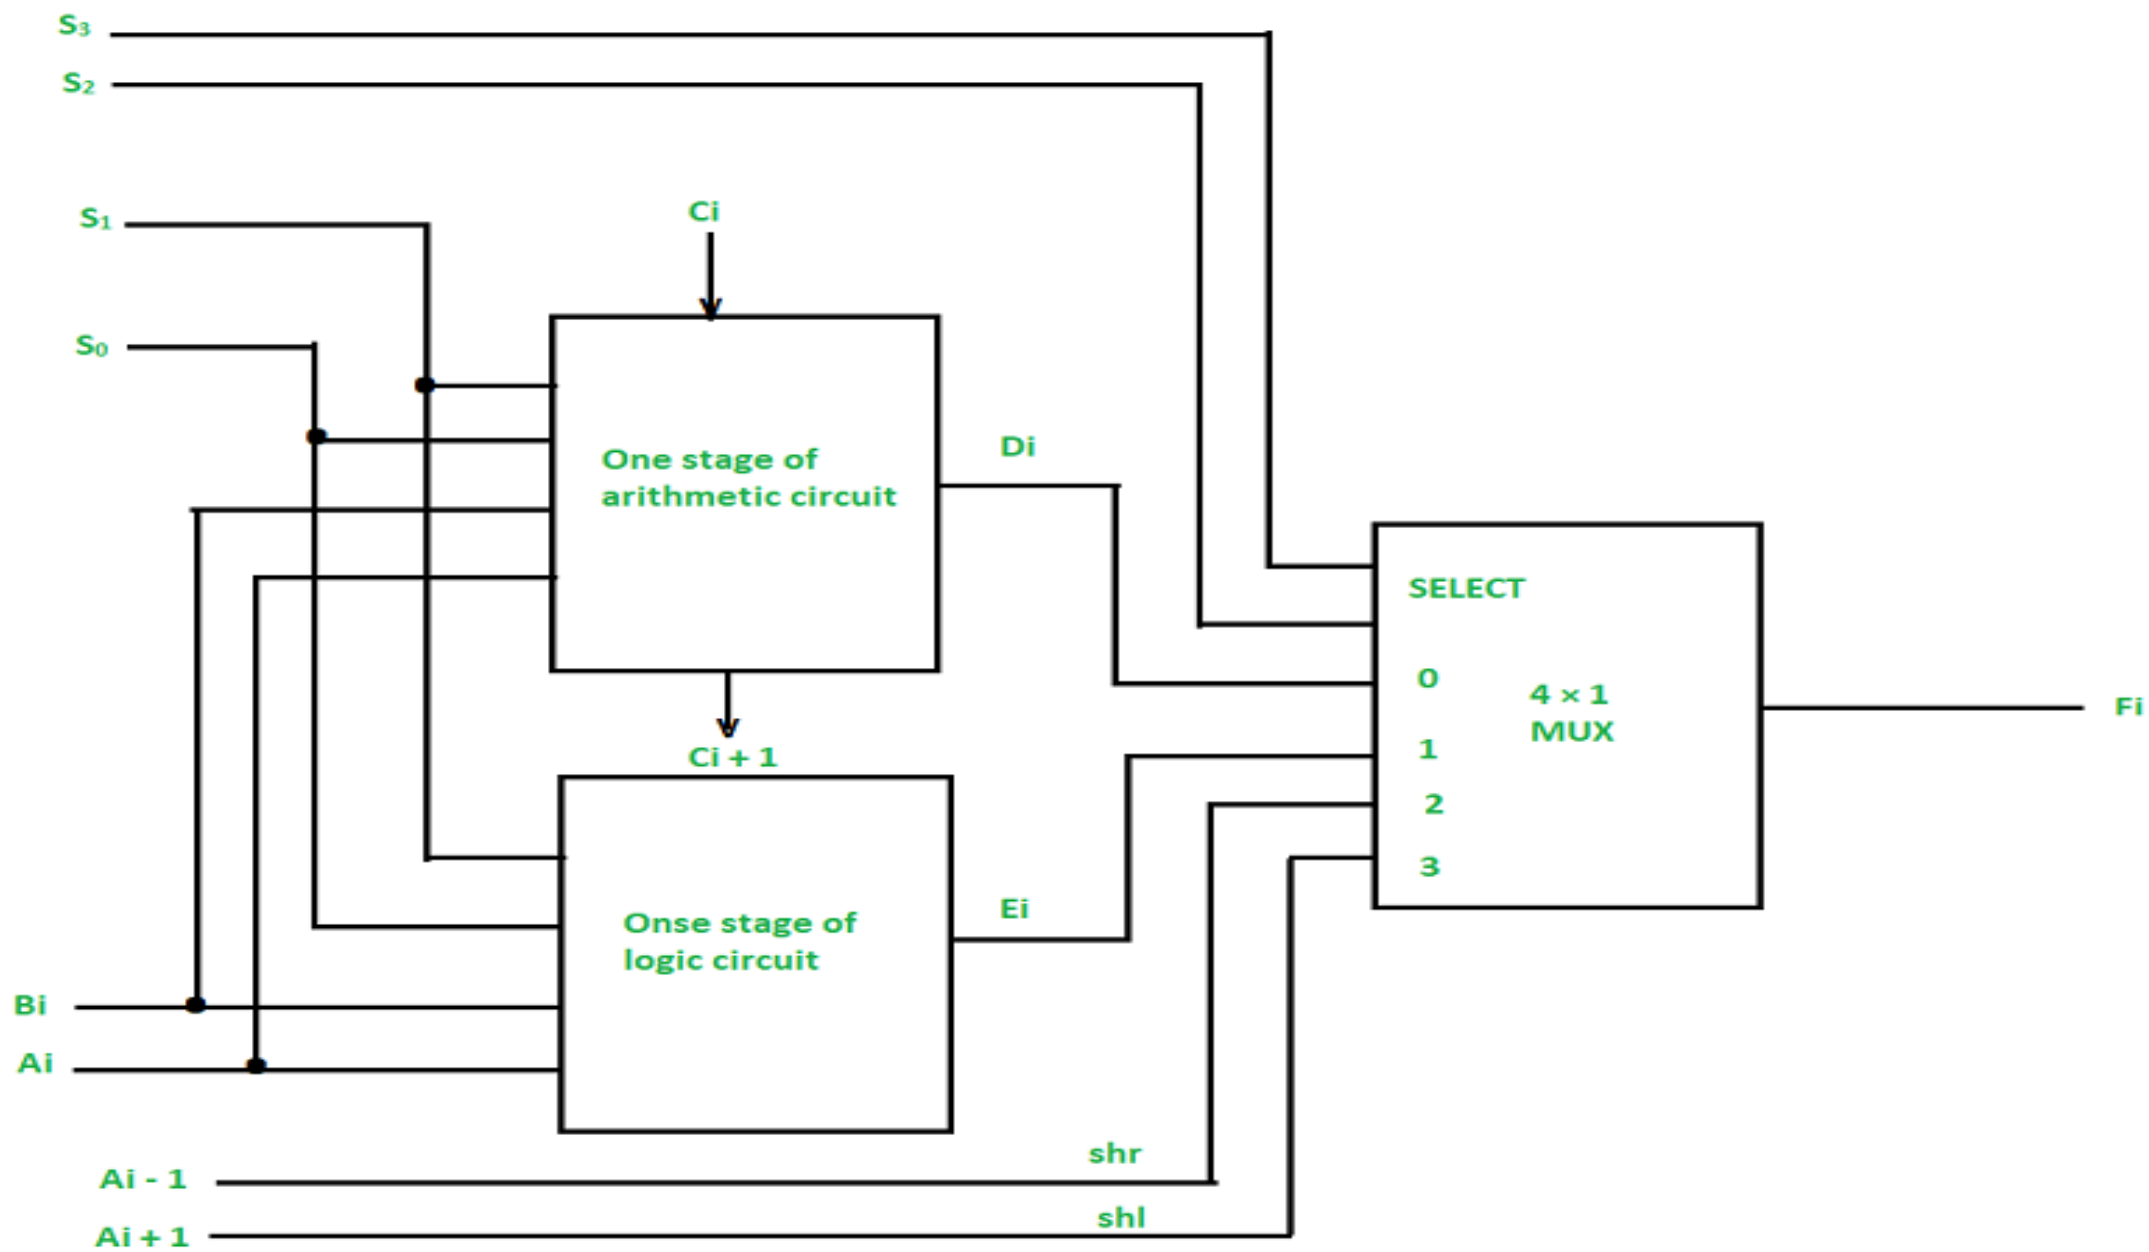 S₃
S₂
S₁
Ci
S₀
One stage of
arithmetic circuit
Di
SELECT
0
4 × 1
MUX
1
2
3
Fi
Ci + 1
Onse stage of
logic circuit
Ei
Bi
Ai
shr
Ai - 1
shl
Ai + 1